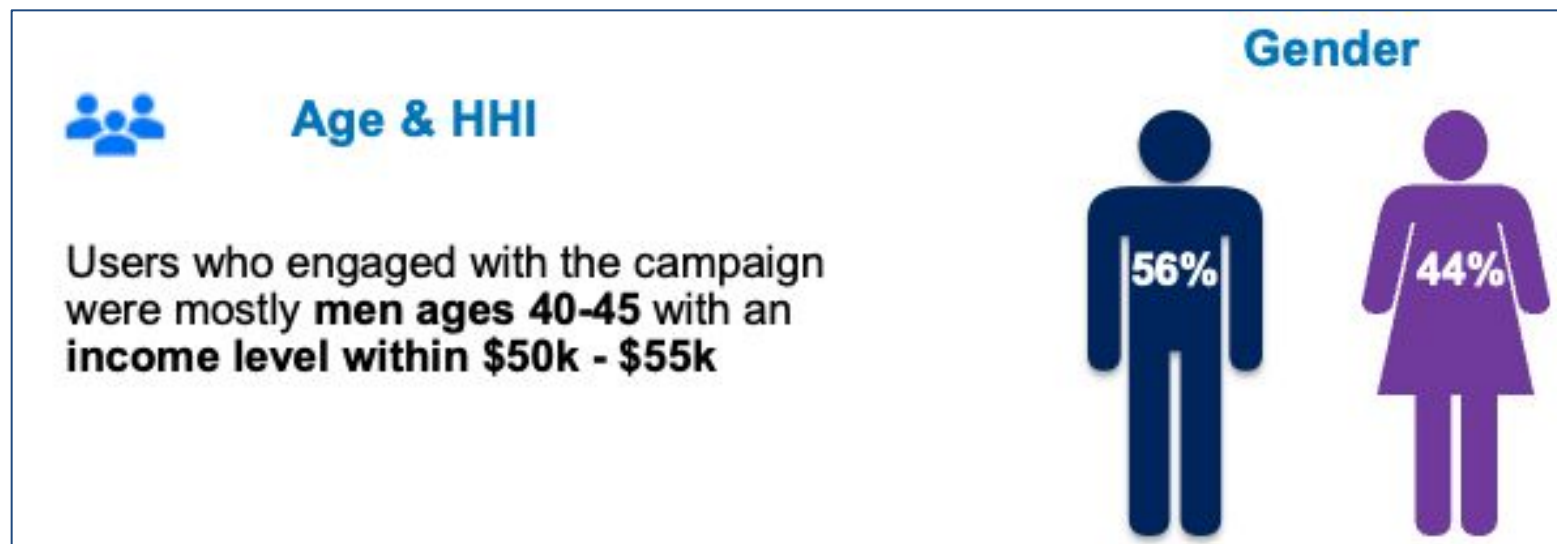 Age & HHI
Users who engaged with the campaign
were mostly men ages 40-45 with an
income level within $50k - $55k
Gender
56%
44%